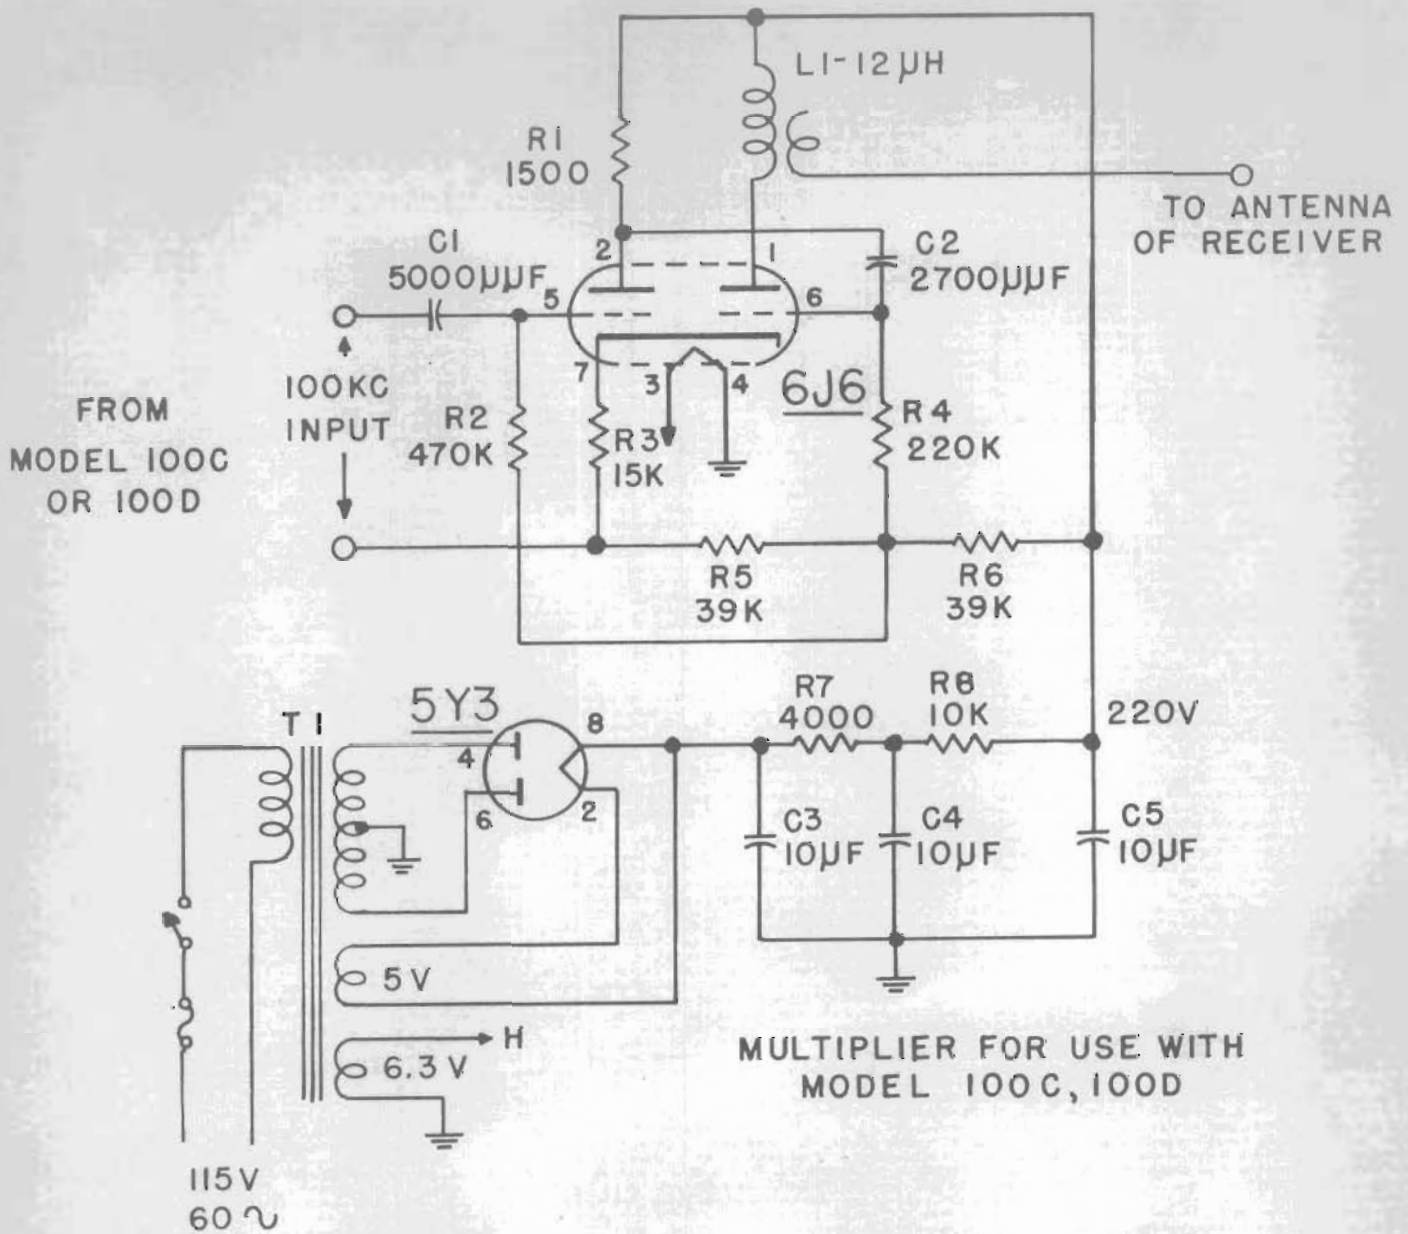 L1-12µH
R1
1500
TO ANTENNA
OF RECEIVER
C1
5000µµF
2
1
C2
2700µµF
5
6
7
3
4
6J6
100KC
INPUT
FROM
MODEL 100C
OR 100D
R2
470K
R3
15K
R4
220K
R5
39K
R6
39K
T1
5Y3
4
6
8
2
R7
4000
R8
10K
220V
C3
10µF
C4
10µF
C5
10µF
5V
H
6.3V
MULTIPLIER FOR USE WITH
MODEL 100C, 100D
115V
60 ∿